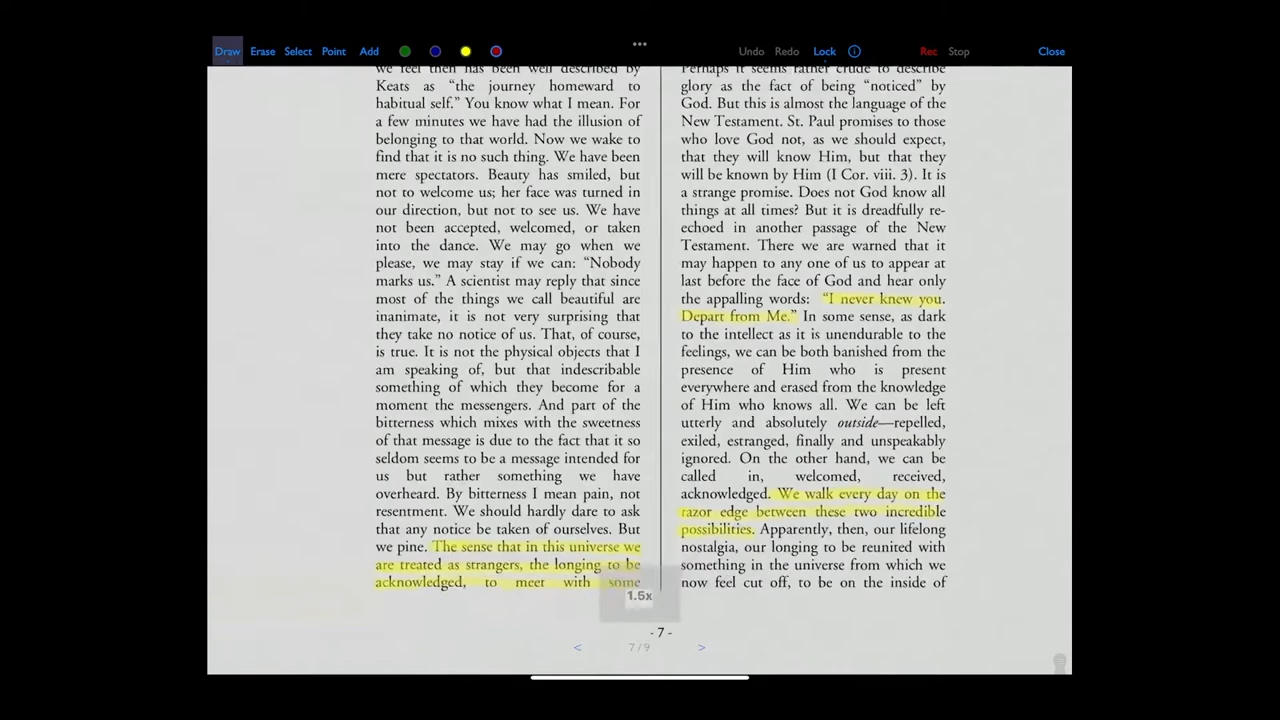 Draw Erase Select Point Add ••• Undo Redo Lock Rec Stop Close
we feel then has been well described by
Keats as “the journey homeward to
habitual self.” You know what I mean. For
a few minutes we have had the illusion of
belonging to that world. Now we wake to
find that it is no such thing. We have been
mere spectators. Beauty has smiled, but
not to welcome us; her face was turned in
our direction, but not to see us. We have
not been accepted, welcomed, or taken
into the dance. We may go when we
please, we may stay if we can: “Nobody
marks us.” A scientist may reply that since
most of the things we call beautiful are
inanimate, it is not very surprising that
they take no notice of us. That, of course,
is true. It is not the physical objects that I
am speaking of, but that indescribable
something of which they become for a
moment the messengers. And part of the
bitterness which mixes with the sweetness
of that message is due to the fact that it so
seldom seems to be a message intended for
us but rather something we have
overheard. By bitterness I mean pain, not
resentment. We should hardly dare to ask
that any notice be taken of ourselves. But
we pine. The sense that in this universe we
are treated as strangers, the longing to be
acknowledged, to meet with some
Perhaps it seems rather crude to describe
glory as the fact of being “noticed” by
God. But this is almost the language of the
New Testament. St. Paul promises to those
who love God not, as we should expect,
that they will know Him, but that they
will be known by Him (I Cor. viii. 3). It is
a strange promise. Does not God know all
things at all times? But it is dreadfully re-
echoed in another passage of the New
Testament. There we are warned that it
may happen to any one of us to appear at
last before the face of God and hear only
the appalling words: “I never knew you.
Depart from Me.” In some sense, as dark
to the intellect as it is unendurable to the
feelings, we can be both banished from the
presence of Him who is present
everywhere and erased from the knowledge
of Him who knows all. We can be left
utterly and absolutely outside—repelled,
exiled, estranged, finally and unspeakably
ignored. On the other hand, we can be
called in, welcomed, received,
acknowledged. We walk every day on the
razor edge between these two incredible
possibilities. Apparently, then, our lifelong
nostalgia, our longing to be reunited with
something in the universe from which we
now feel cut off, to be on the inside of
1.5x
- 7 -
< 7 / 9 >